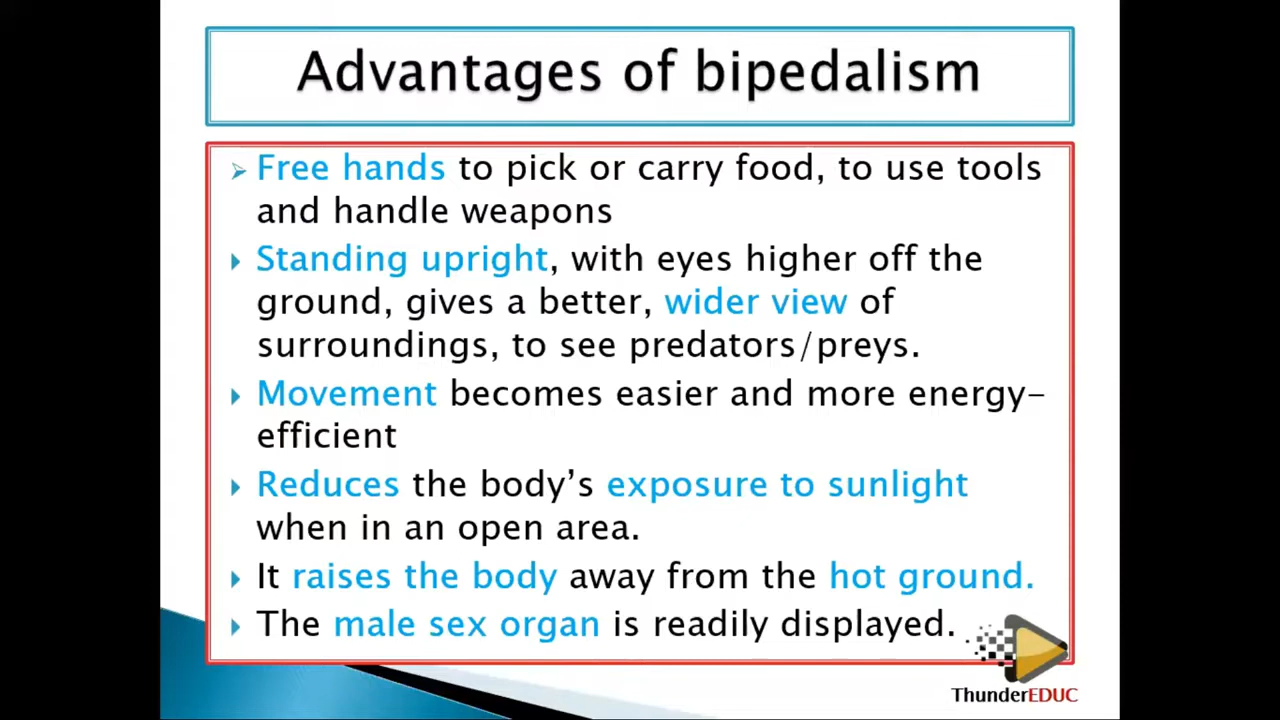 Advantages of bipedalism
➢ Free hands to pick or carry food, to use tools
and handle weapons
Standing upright, with eyes higher off the
ground, gives a better, wider view of
surroundings, to see predators/preys.
Movement becomes easier and more energy-
efficient
Reduces the body’s exposure to sunlight
when in an open area.
It raises the body away from the hot ground.
The male sex organ is readily displayed.
ThunderEDUC